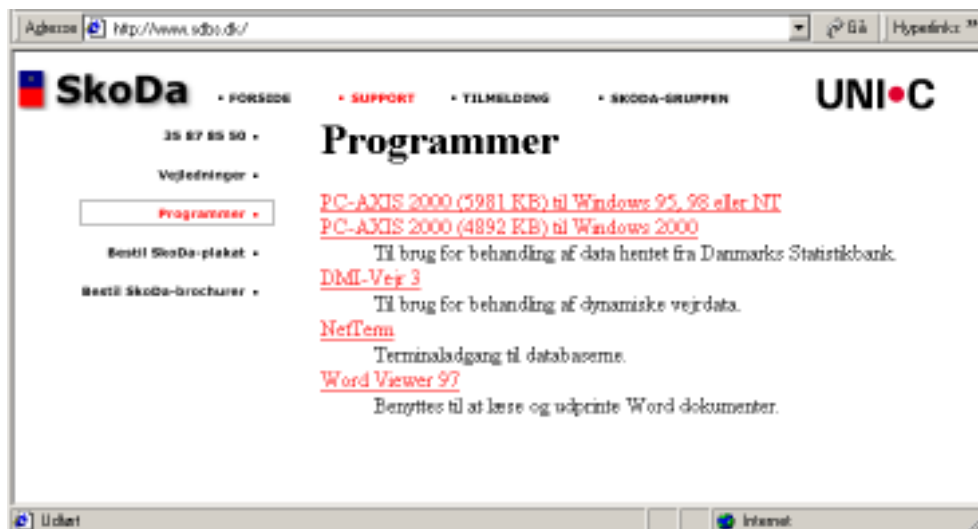 Adresse http://www.sdbs.dk/ Gå Hyperlinks »
SkoDa • FORSIDE • SUPPORT • TILMELDING • SKODA-GRUPPEN UNI•C
35 87 85 50 •
Programmer
Vejledninger •
Programmer •
Bestil SkoDa-plakat •
Bestil SkoDa-brochurer •
PC-AXIS 2000 (5981 KB) til Windows 95, 98 eller NT
PC-AXIS 2000 (4892 KB) til Windows 2000
Til brug for behandling af data hentet fra Danmarks Statistikbank.
DMI-Vejr 3
Til brug for behandling af dynamiske vejrdata.
NetTerm
Terminaladgang til databaserne.
Word Viewer 97
Benyttes til at læse og udprinte Word dokumenter.
Udført Internet